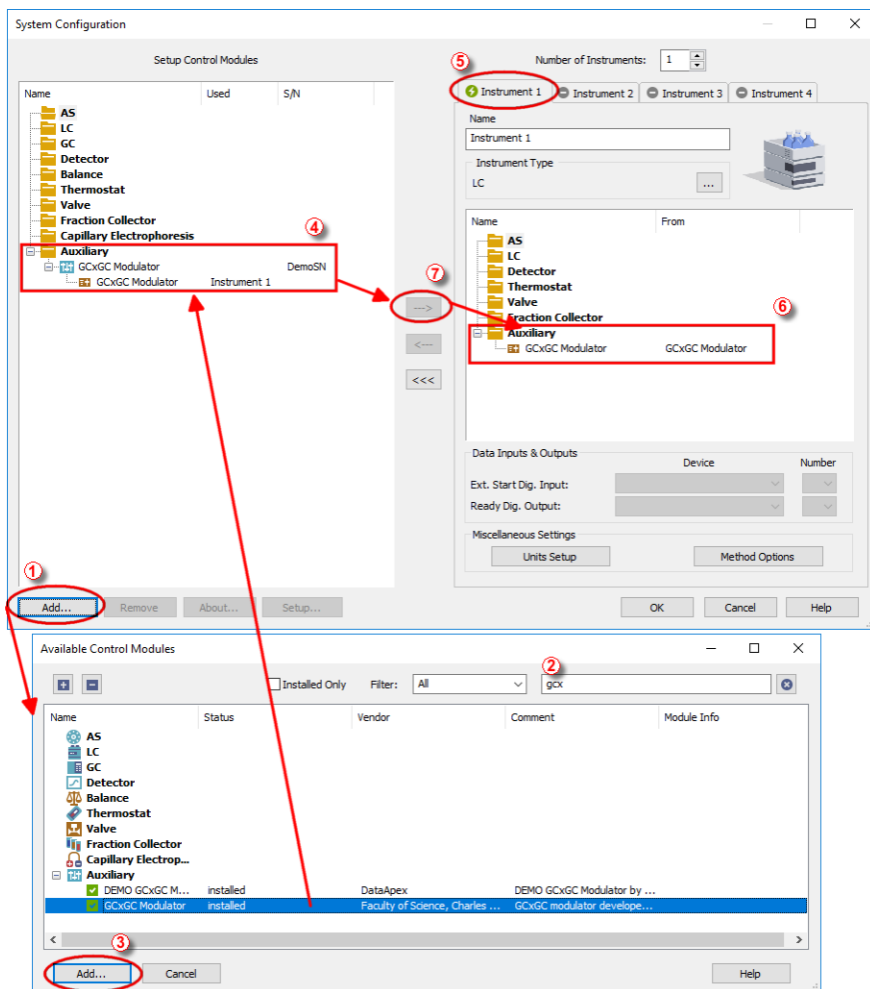 System Configuration
Setup Control Modules
Number of Instruments: 1
⑤
Name Used S/N
AS
LC
GC
Detector
Balance
Thermostat
Valve
Fraction Collector
Capillary Electrophoresis
④
Auxiliary
GCxGC Modulator DemoSN
GCxGC Modulator Instrument 1
Instrument 1 Instrument 2 Instrument 3 Instrument 4
Name
Instrument 1
Instrument Type
LC ...
Name From
AS
LC
Detector
Thermostat
Valve
Fraction Collector
⑥
Auxiliary
GCxGC Modulator GCxGC Modulator
⑦
--->
<---
<<<
Data Inputs & Outputs
Device Number
Ext. Start Dig. Input:
Ready Dig. Output:
Miscellaneous Settings
Units Setup Method Options
①
Add... Remove About... Setup... OK Cancel Help
Available Control Modules
②
Installed Only Filter: All gcx
Name Status Vendor Comment Module Info
AS
LC
GC
Detector
Balance
Thermostat
Valve
Fraction Collector
Capillary Electrop...
Auxiliary
DEMO GCxGC M... installed DataApex DEMO GCxGC Modulator by ...
GCxGC Modulator installed Faculty of Science, Charles ... GCxGC modulator develope...
③
Add... Cancel Help